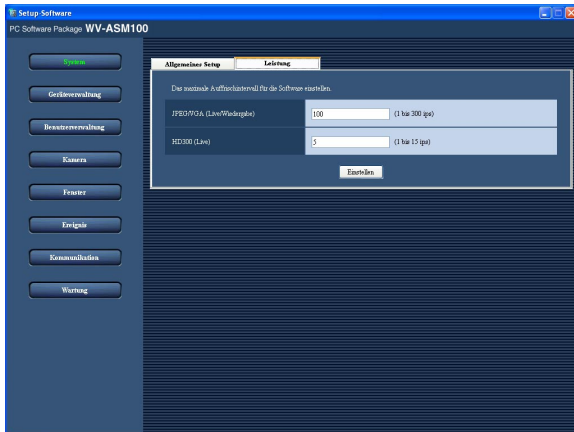 Setup-Software
PC Software Package WV-ASM100
System
Geräteverwaltung
Benutzerverwaltung
Kamera
Fenster
Ereignis
Kommunikation
Wartung
Allgemeines Setup
Leistung
Das maximale Auffrischintervall für die Software einstellen.
JPEG/VGA (Live/Wiedergabe) 100 (1 bis 300 ips)
HD300 (Live) 5 (1 bis 15 ips)
Einstellen